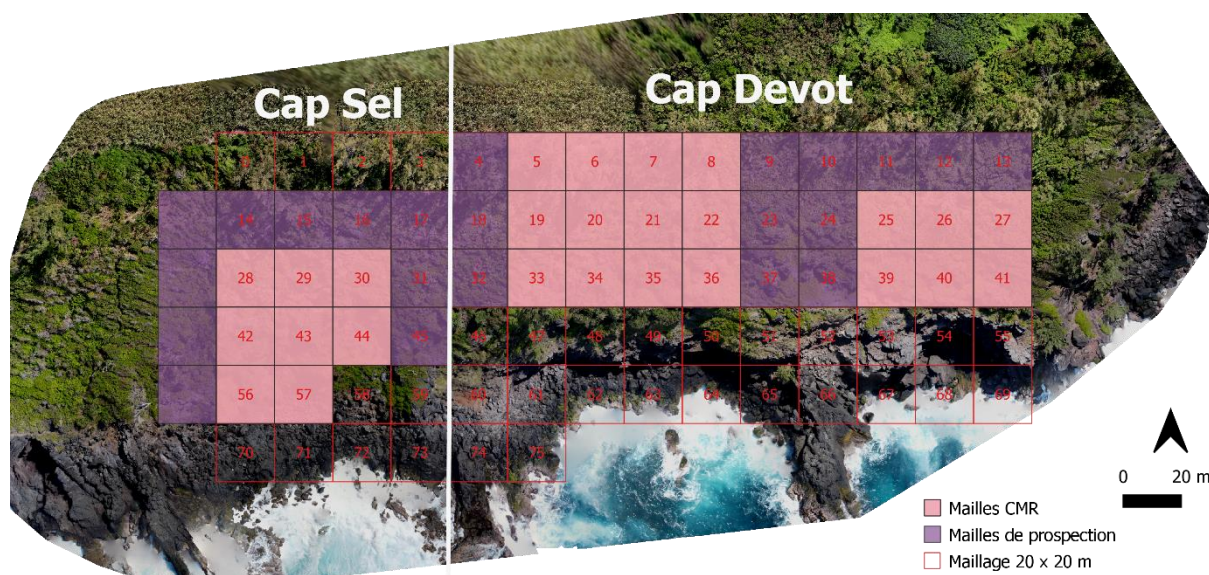 Cap Sel
Cap Devot
0 1 2 3 4 5 6 7 8 9 10 11 12 13
14 15 16 17 18 19 20 21 22 23 24 25 26 27
28 29 30 31 32 33 34 35 36 37 38 39 40 41
42 43 44 45 46 47 48 49 50 51 52 53 54 55
56 57 58 59 60 61 62 63 64 65 66 67 68 69
70 71 72 73 74 75
0 20 m
Mailles CMR
Mailles de prospection
Maillage 20 x 20 m